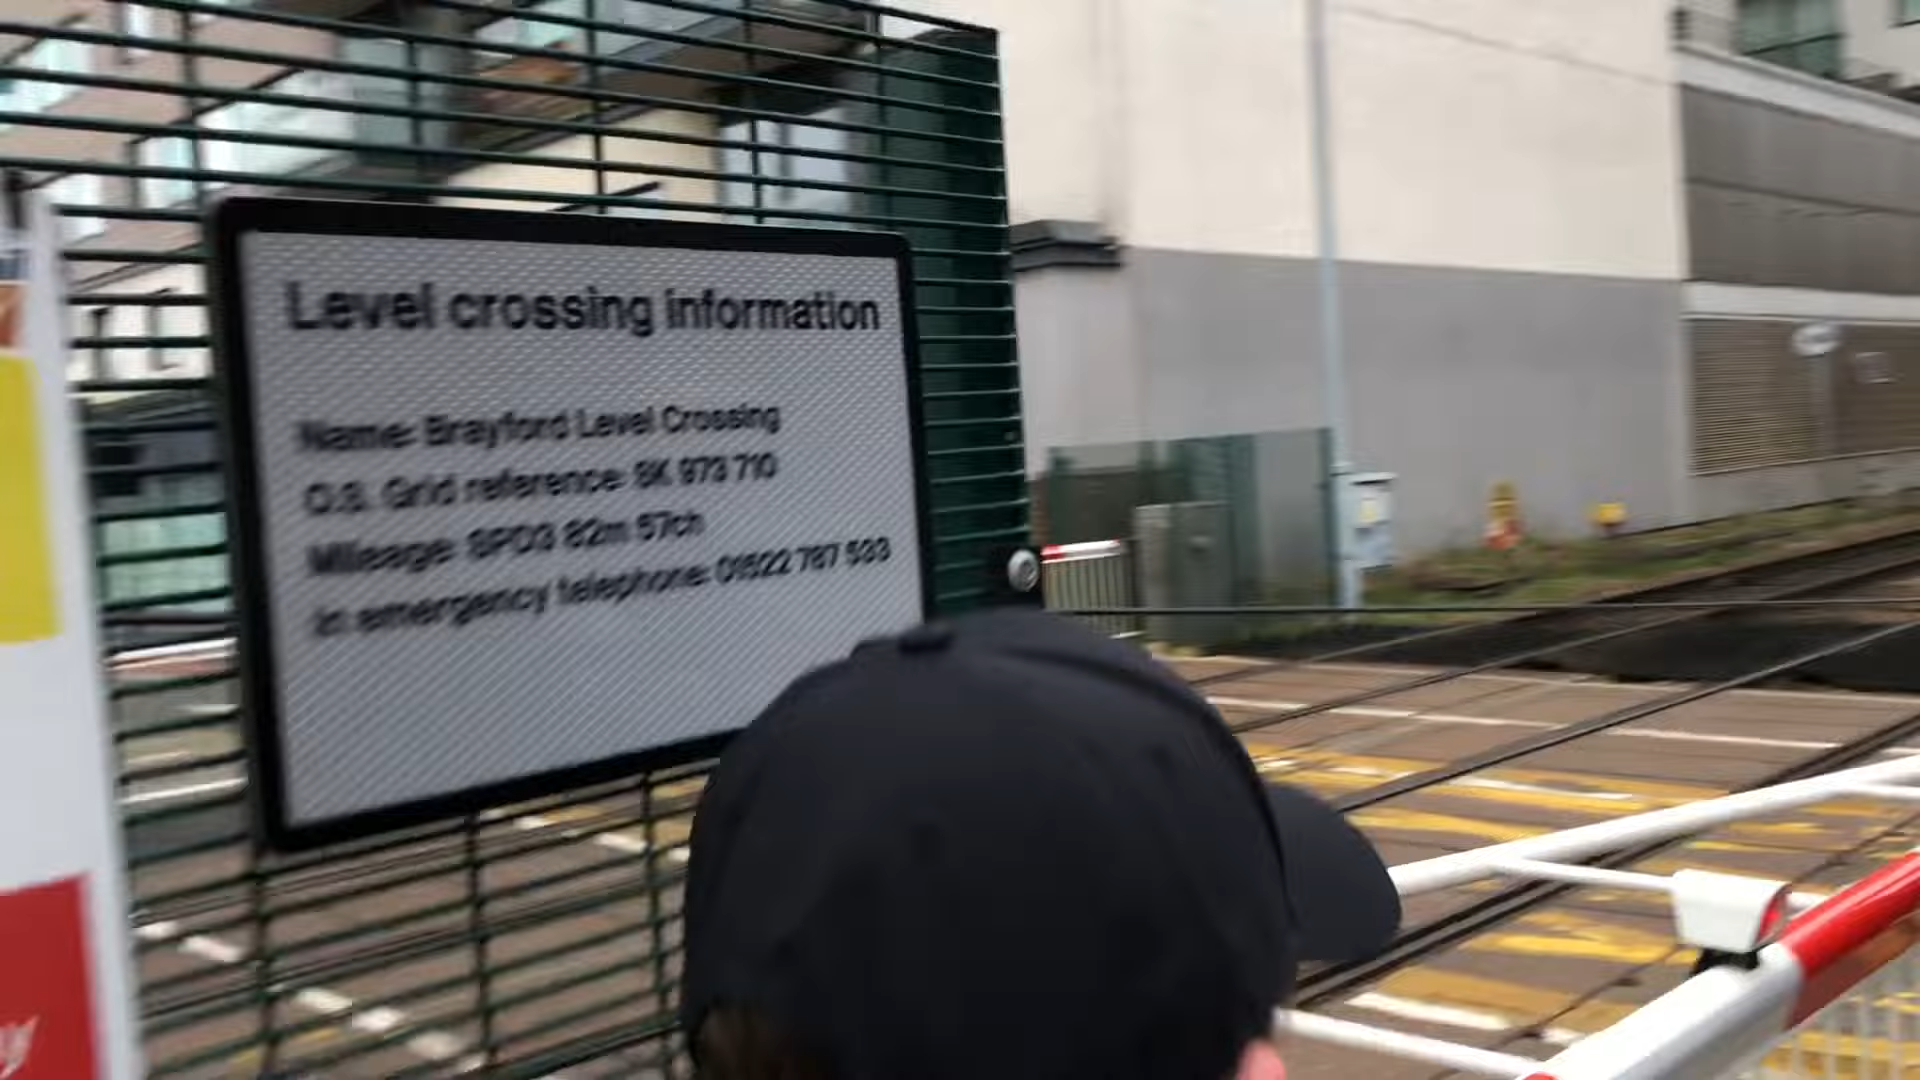 Level crossing information
Name: Brayford Level Crossing
O.S. Grid reference: SK 973 710
Mileage: SPD3 82m 57ch
In emergency telephone: 01522 787 533